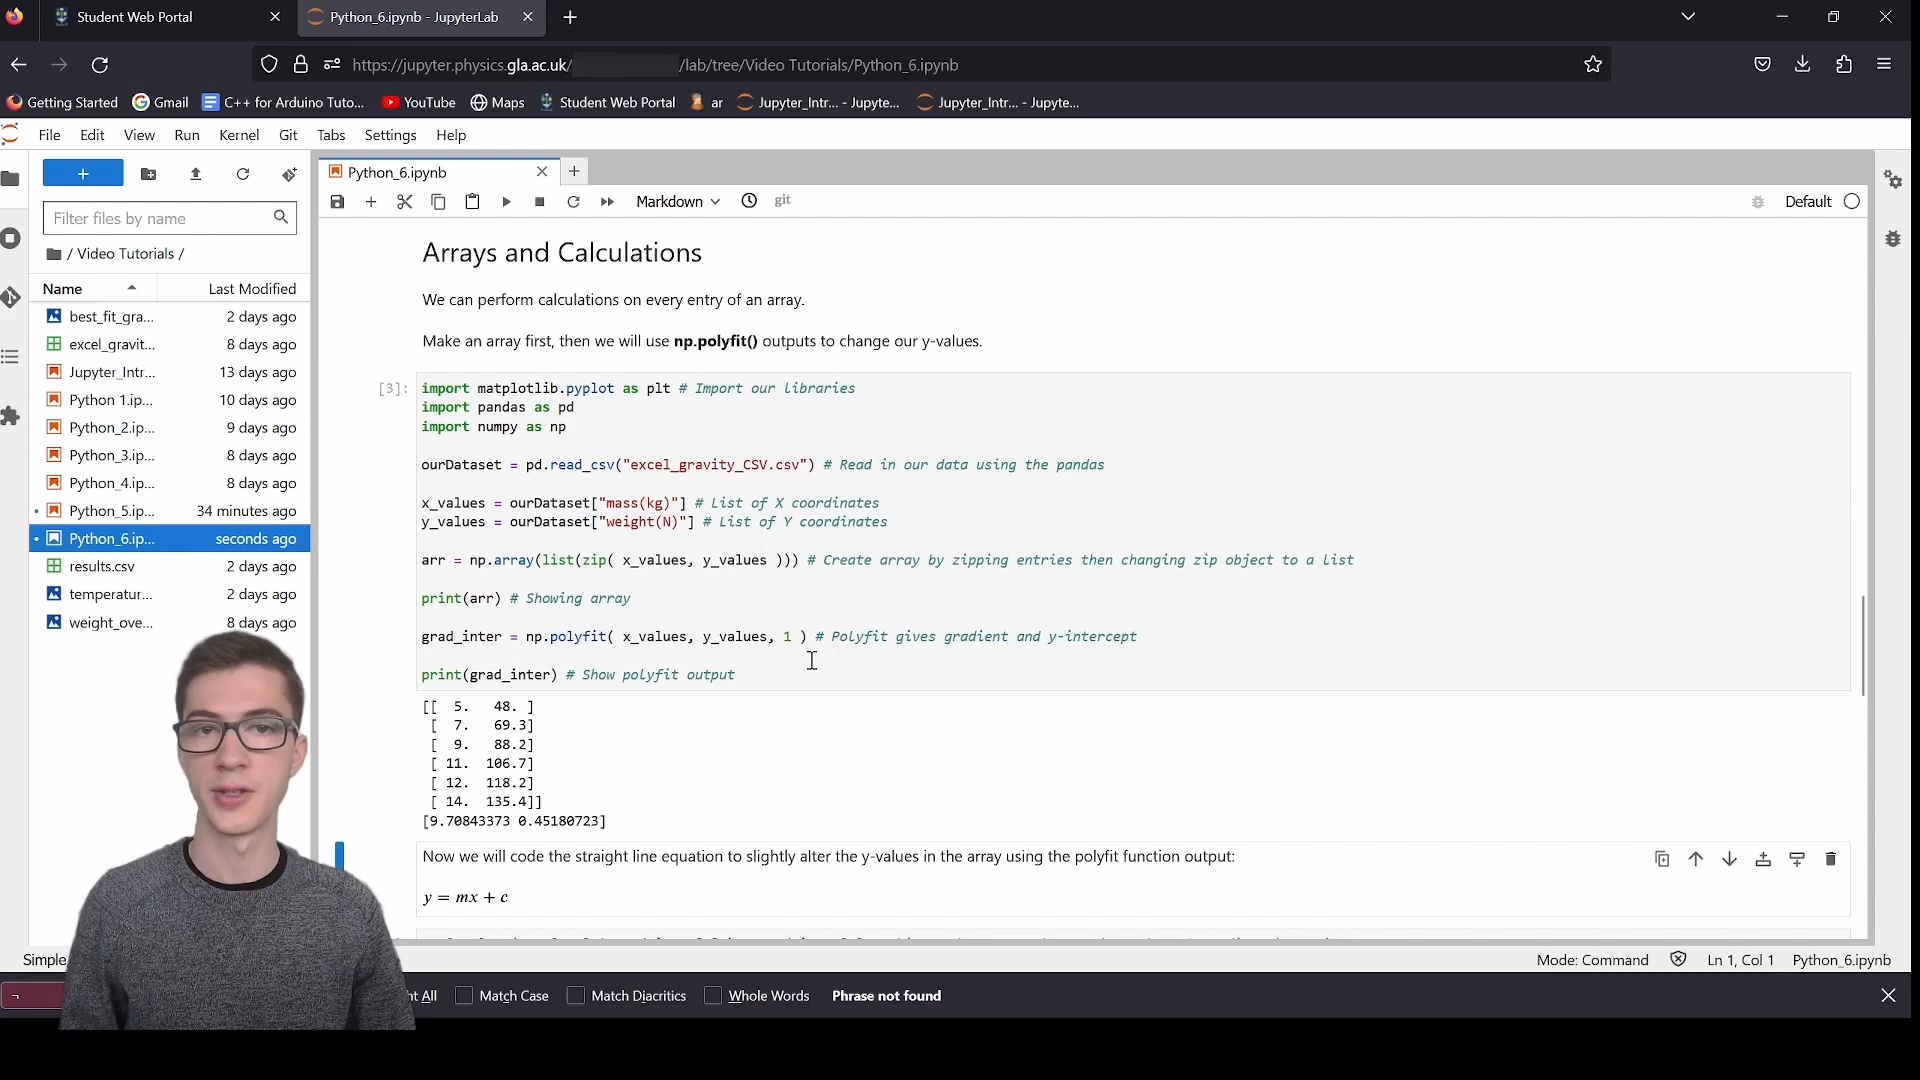 Student Web Portal
Python_6.ipynb - JupyterLab
https://jupyter.physics.gla.ac.uk/ /lab/tree/Video Tutorials/Python_6.ipynb
Getting Started Gmail C++ for Arduino Tuto... YouTube Maps Student Web Portal ar Jupyter_Intr... - Jupyte... Jupyter_Intr... - Jupyte...
File Edit View Run Kernel Git Tabs Settings Help
Filter files by name
/ Video Tutorials /
Name Last Modified
best_fit_gra... 2 days ago
excel_gravit... 8 days ago
Jupyter_Intr... 13 days ago
Python 1.ip... 10 days ago
Python_2.ip... 9 days ago
Python_3.ip... 8 days ago
Python_4.ip... 8 days ago
Python_5.ip... 34 minutes ago
Python_6.ip... seconds ago
results.csv 2 days ago
temperatur... 2 days ago
weight_ove... 8 days ago
Python_6.ipynb
Markdown git Default
Arrays and Calculations
We can perform calculations on every entry of an array.
Make an array first, then we will use np.polyfit() outputs to change our y-values.
[3]: import matplotlib.pyplot as plt # Import our libraries
import pandas as pd
import numpy as np
ourDataset = pd.read_csv("excel_gravity_CSV.csv") # Read in our data using the pandas
x_values = ourDataset["mass(kg)"] # List of X coordinates
y_values = ourDataset["weight(N)"] # List of Y coordinates
arr = np.array(list(zip( x_values, y_values ))) # Create array by zipping entries then changing zip object to a list
print(arr) # Showing array
grad_inter = np.polyfit( x_values, y_values, 1 ) # Polyfit gives gradient and y-intercept
print(grad_inter) # Show polyfit output
[[ 5. 48. ]
[ 7. 69.3]
[ 9. 88.2]
[ 11. 106.7]
[ 12. 118.2]
[ 14. 135.4]]
[9.70843373 0.45180723]
Now we will code the straight line equation to slightly alter the y-values in the array using the polyfit function output:
y = mx + c
Simple Mode: Command Ln 1, Col 1 Python_6.ipynb
¬ ht All Match Case Match Diacritics Whole Words Phrase not found